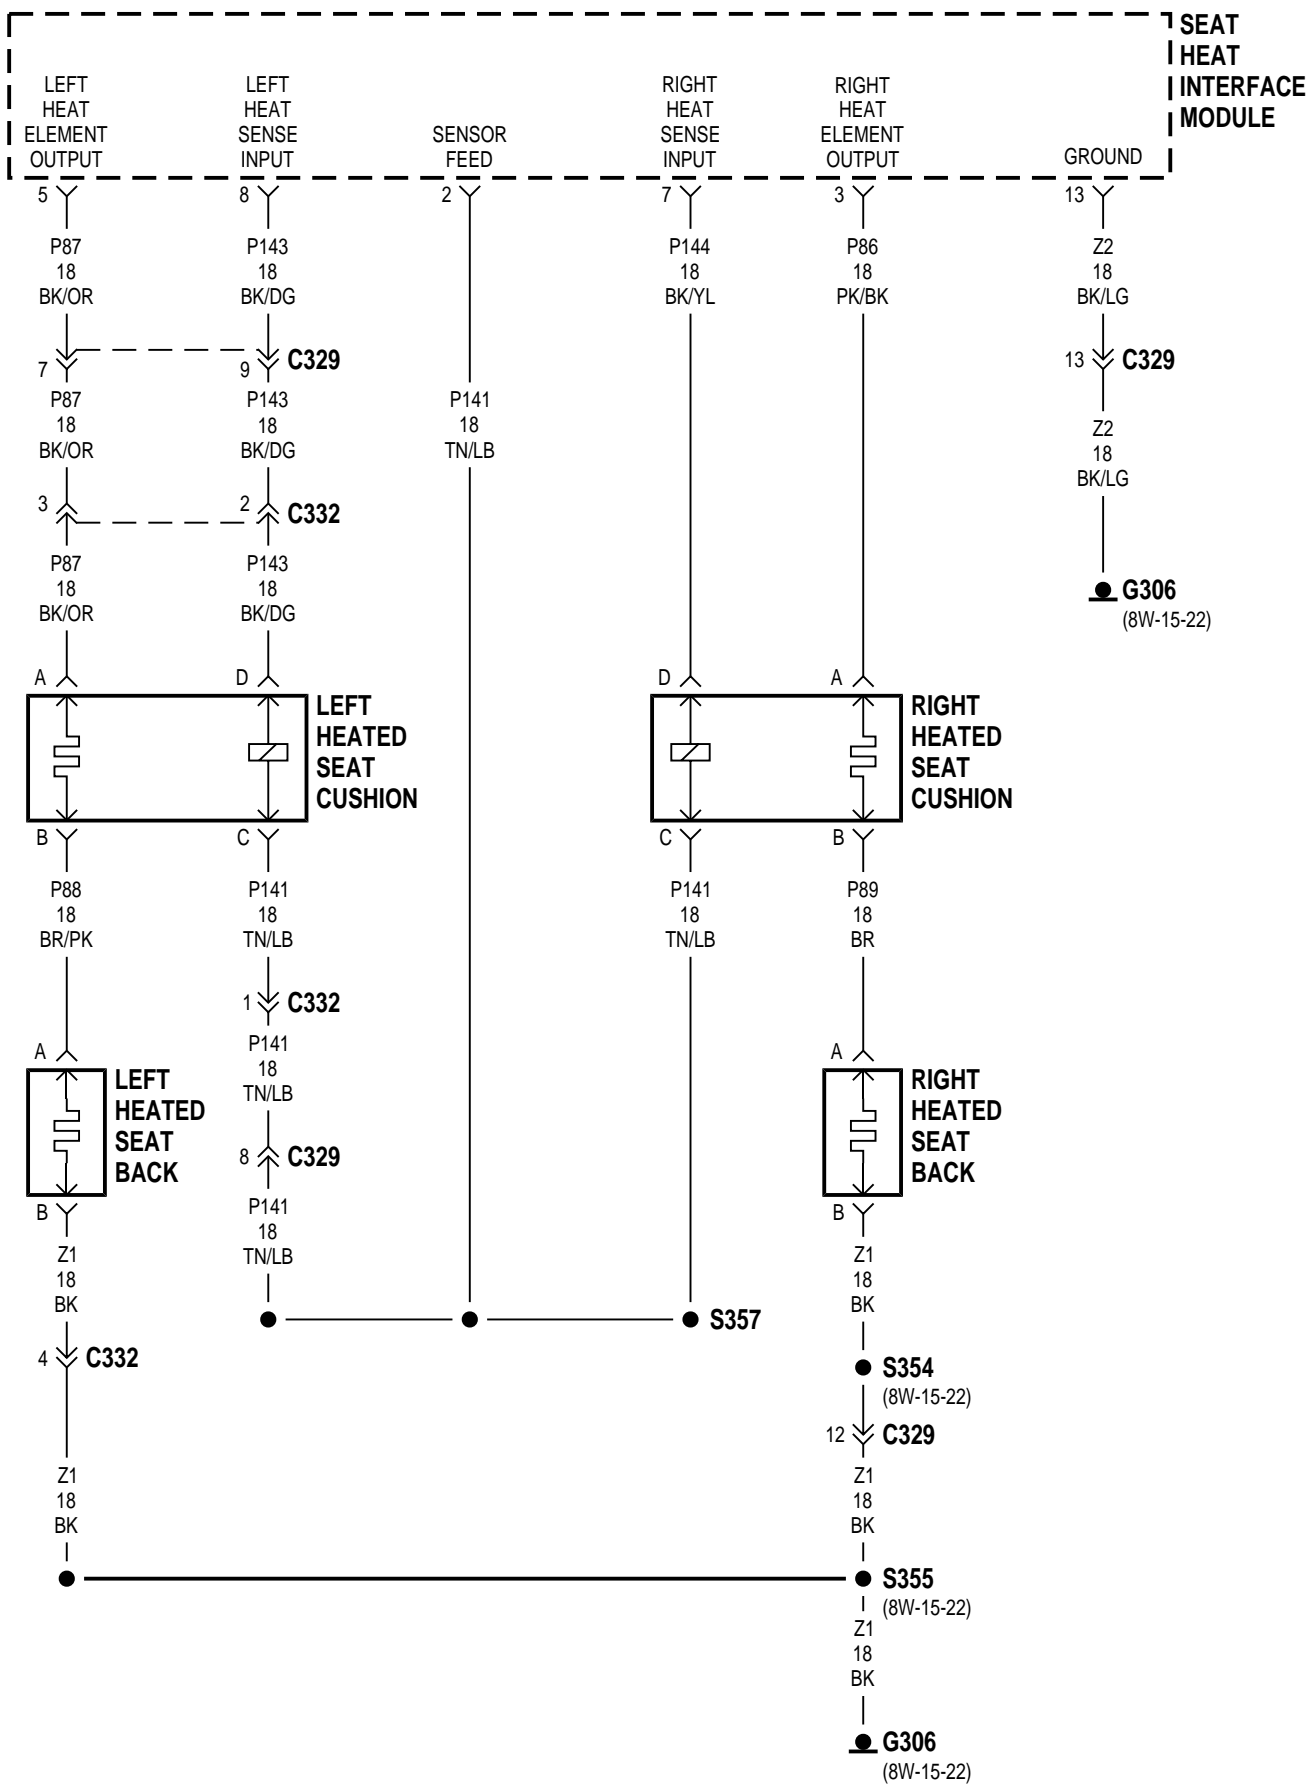 SEAT
HEAT
INTERFACE
MODULE
LEFT
HEAT
ELEMENT
OUTPUT
LEFT
HEAT
SENSE
INPUT
SENSOR
FEED
RIGHT
HEAT
SENSE
INPUT
RIGHT
HEAT
ELEMENT
OUTPUT
GROUND
5
8
2
7
3
13
P87
18
BK/OR
P143
18
BK/DG
P144
18
BK/YL
P86
18
PK/BK
Z2
18
BK/LG
7
9
C329
13
C329
P87
18
BK/OR
P143
18
BK/DG
P141
18
TN/LB
Z2
18
BK/LG
3
2
C332
P87
18
BK/OR
P143
18
BK/DG
G306
(8W-15-22)
A
D
D
A
LEFT
HEATED
SEAT
CUSHION
RIGHT
HEATED
SEAT
CUSHION
B
C
C
B
P88
18
BR/PK
P141
18
TN/LB
P141
18
TN/LB
P89
18
BR
1
C332
P141
18
TN/LB
A
A
LEFT
HEATED
SEAT
BACK
RIGHT
HEATED
SEAT
BACK
8
C329
P141
18
TN/LB
B
B
Z1
18
BK
Z1
18
BK
S357
4
C332
S354
(8W-15-22)
12
C329
Z1
18
BK
Z1
18
BK
S355
(8W-15-22)
Z1
18
BK
G306
(8W-15-22)